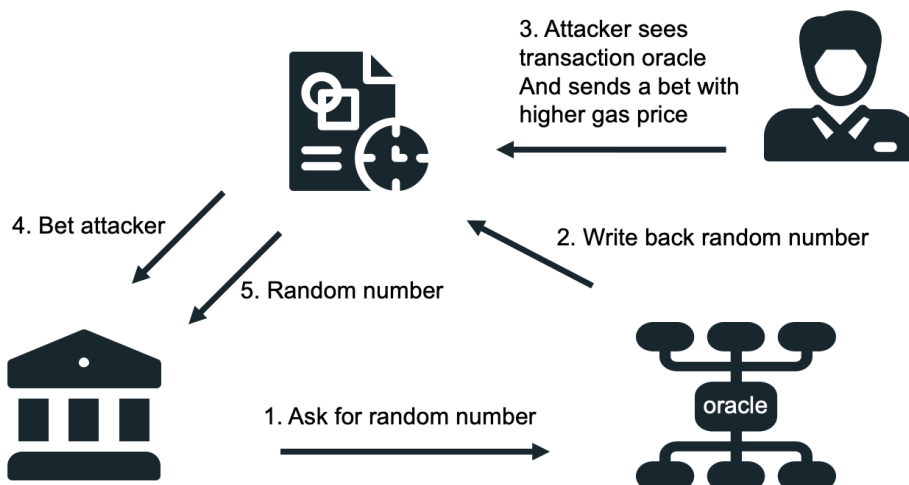 3. Attacker sees
transaction oracle
And sends a bet with
higher gas price
4. Bet attacker
2. Write back random number
5. Random number
1. Ask for random number
oracle